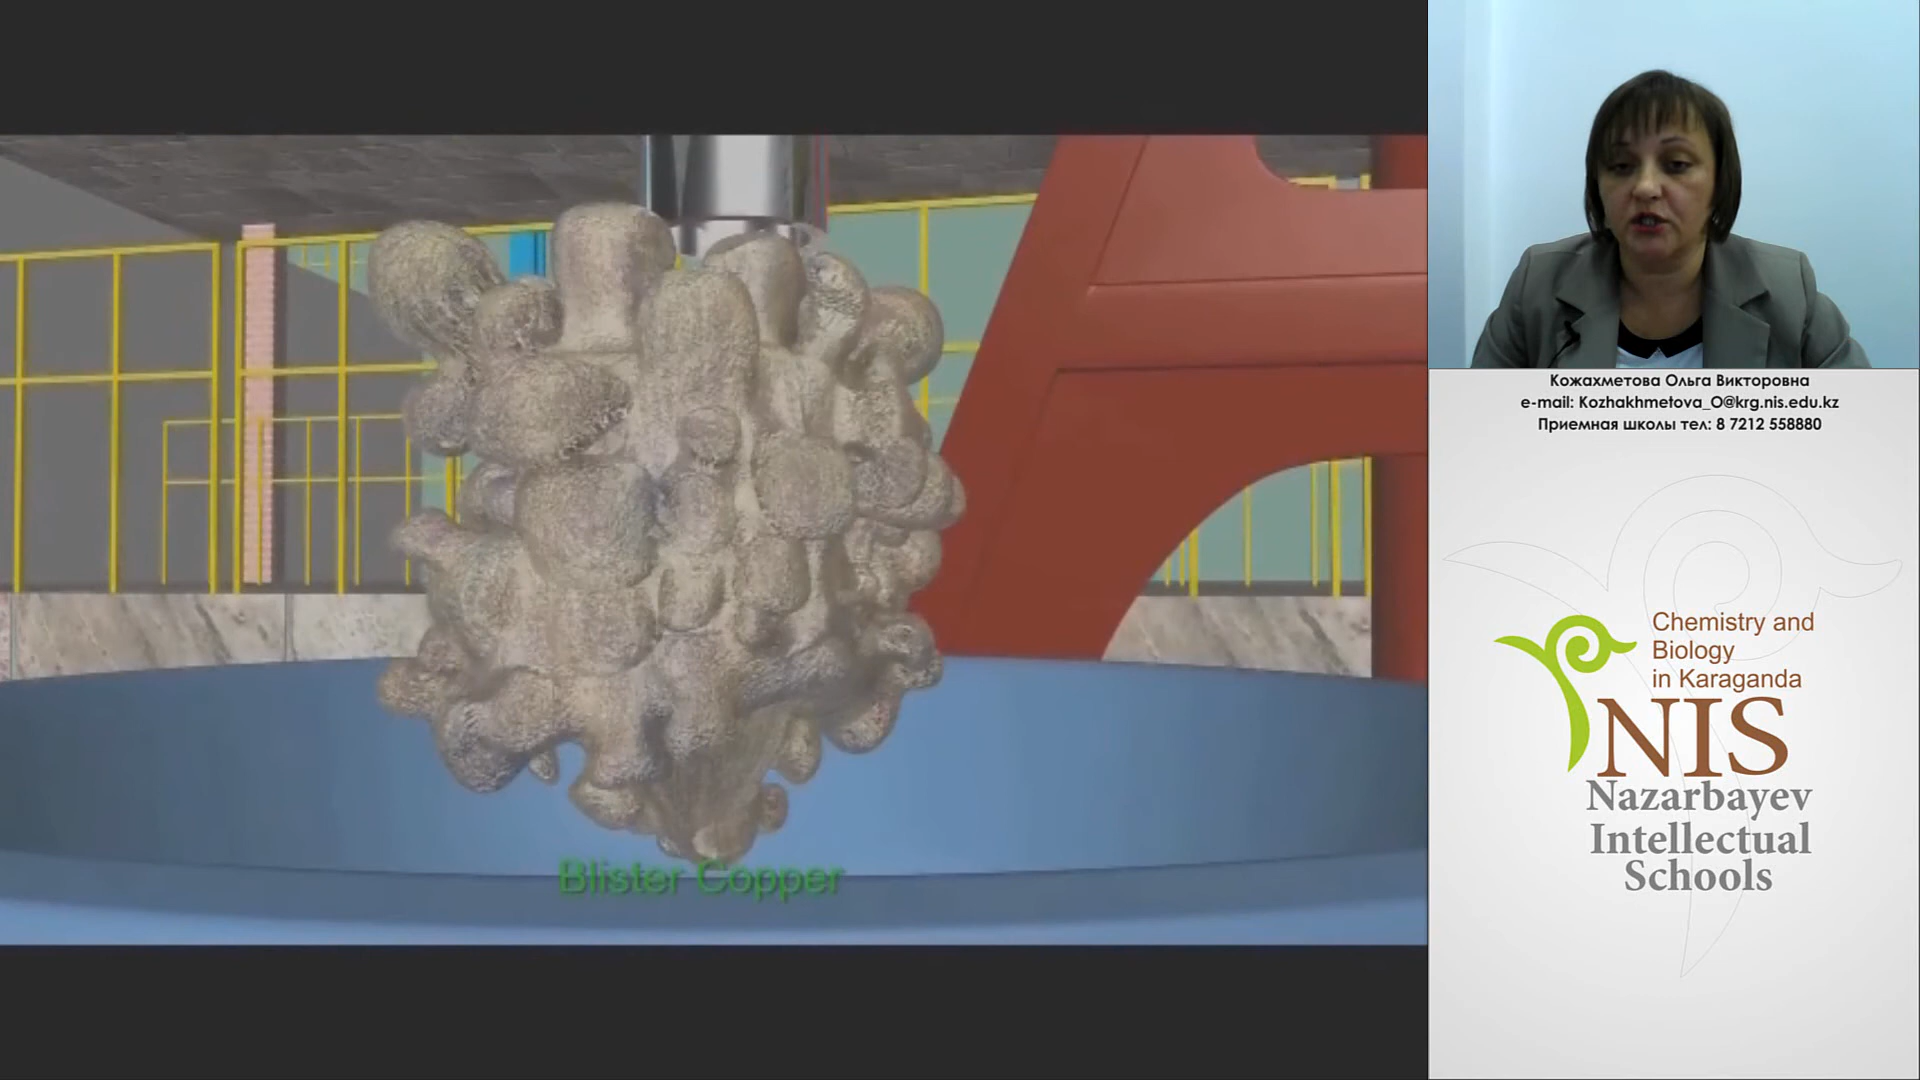 Blister Copper
Кожахметова Ольга Викторовна
e-mail: Kozhakhmetova_O@krg.nis.edu.kz
Приемная школы тел: 8 7212 558880
Chemistry and
Biology
in Karaganda
NIS
Nazarbayev
Intellectual
Schools